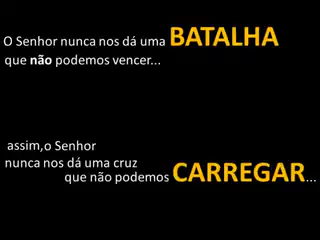 O Senhor nunca nos dá uma BATALHA
que não podemos vencer...
assim,o Senhor
nunca nos dá uma cruz
que não podemos CARREGAR...